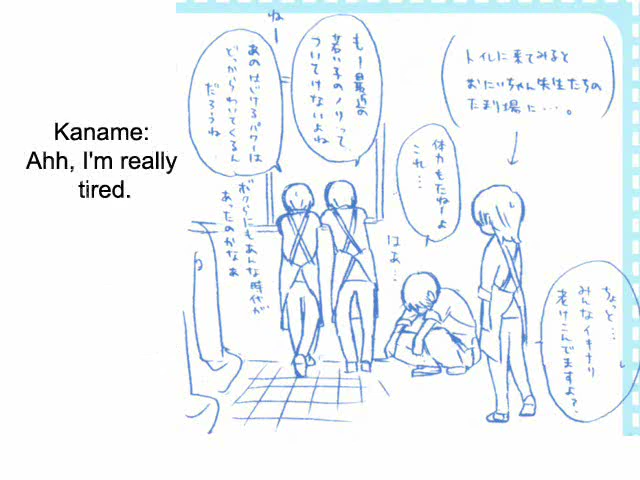 Kaname:
Ahh, I'm really
tired.
トイレに来てみると
おにいちゃん先生たちの
たまり場に…。
もー最近の
若い子のノリって
ついてけないよね
ねー
あのはじけるパワーは
どっからわいてくるん
だろうね
ボクらにもあんな時代が
あったのかなぁ
体力もたねーよ
これ…
はぁ…
ちょっと…
みんなイキナリ
老けこんでますよ?